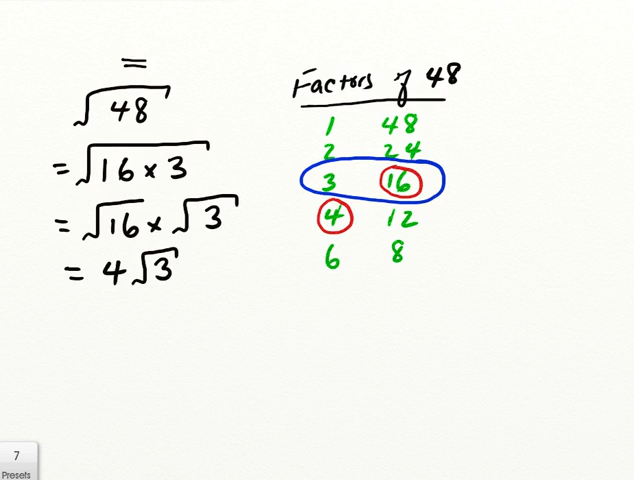 =
√48
= √16 × 3
= √16 × √3
= 4√3
Factors of 48
1 48
2 24
3 16
4 12
6 8
7
Presets